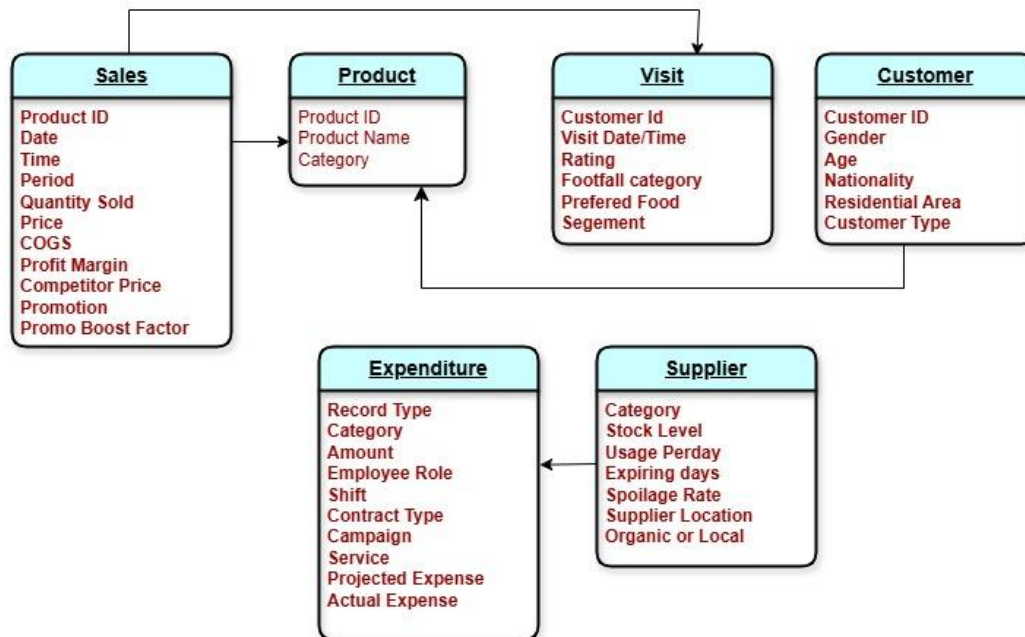 Sales
Product ID
Date
Time
Period
Quantity Sold
Price
COGS
Profit Margin
Competitor Price
Promotion
Promo Boost Factor
Product
Product ID
Product Name
Category
Visit
Customer Id
Visit Date/Time
Rating
Footfall category
Prefered Food
Segement
Customer
Customer ID
Gender
Age
Nationality
Residential Area
Customer Type
Expenditure
Record Type
Category
Amount
Employee Role
Shift
Contract Type
Campaign
Service
Projected Expense
Actual Expense
Supplier
Category
Stock Level
Usage Perday
Expiring days
Spoilage Rate
Supplier Location
Organic or Local